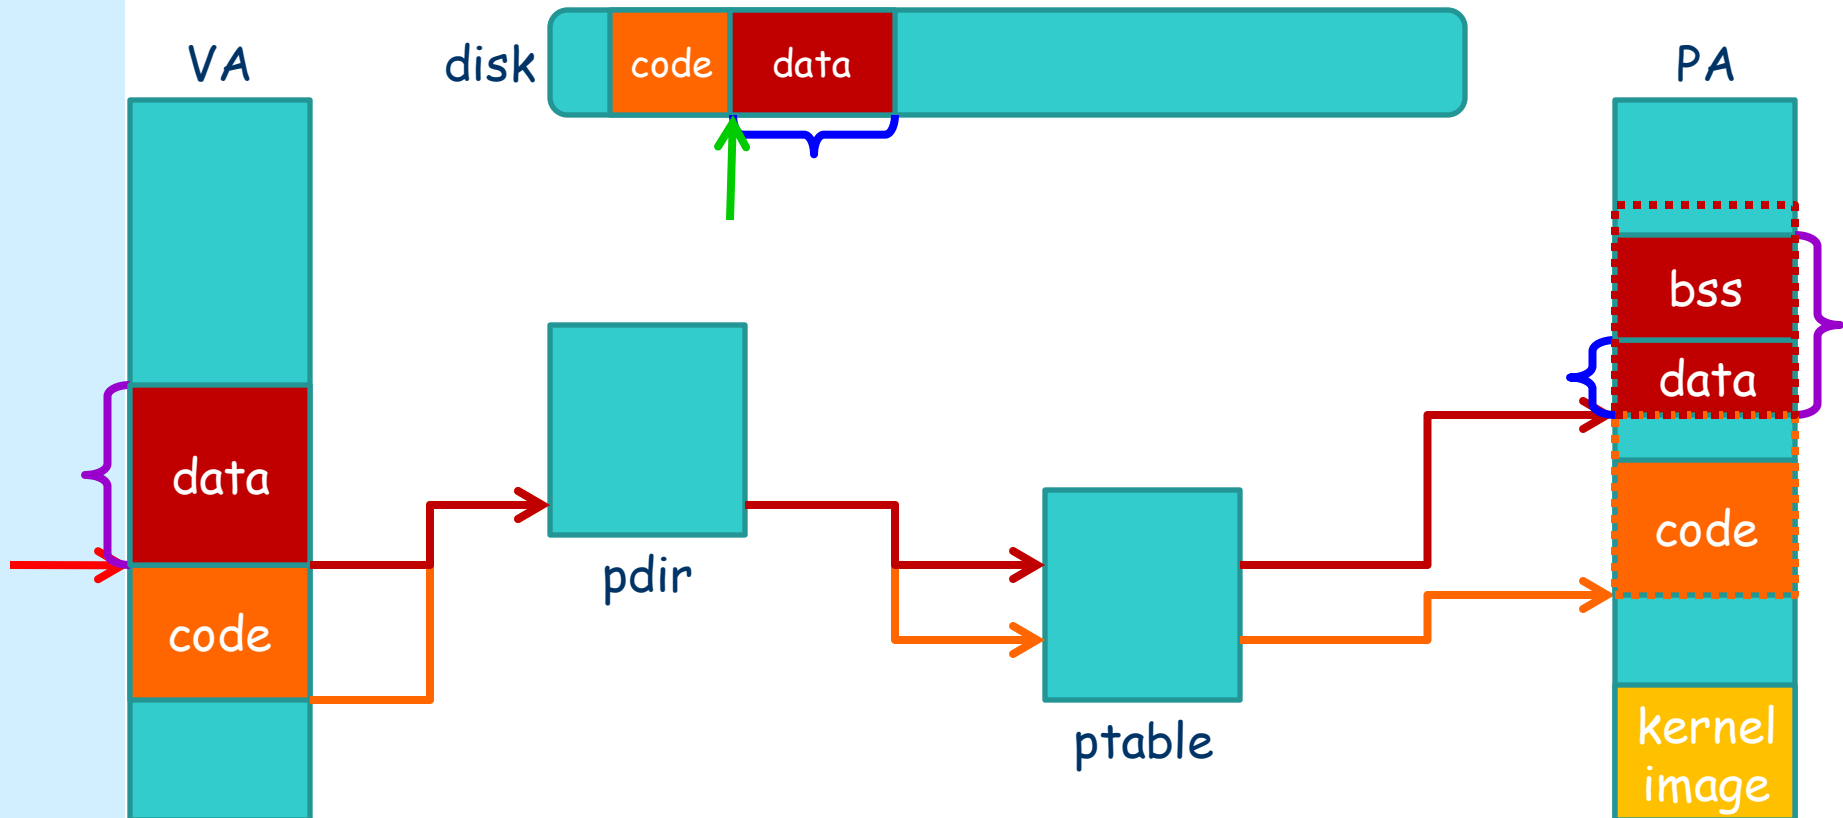 VA
disk
code
data
PA
bss
data
data
code
code
pdir
ptable
kernel
image